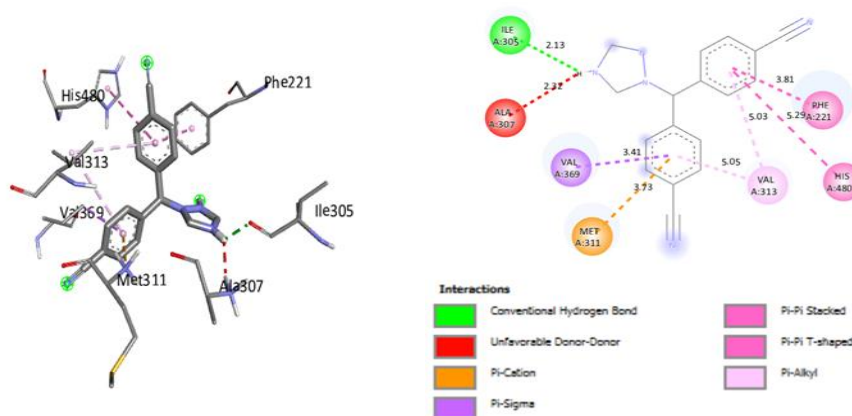 His480
Phe221
Val313
Val369
Ile305
Met311
Ala307
ILE
A:305
2.13
2.32
ALA
A:307
3.81
PHE
A:221
5.29
5.03
VAL
A:369
3.41
5.05
VAL
A:313
HIS
A:480
3.73
MET
A:311
Interactions
Conventional Hydrogen Bond
Unfavorable Donor-Donor
Pi-Cation
Pi-Sigma
Pi-Pi Stacked
Pi-Pi T-shaped
Pi-Alkyl